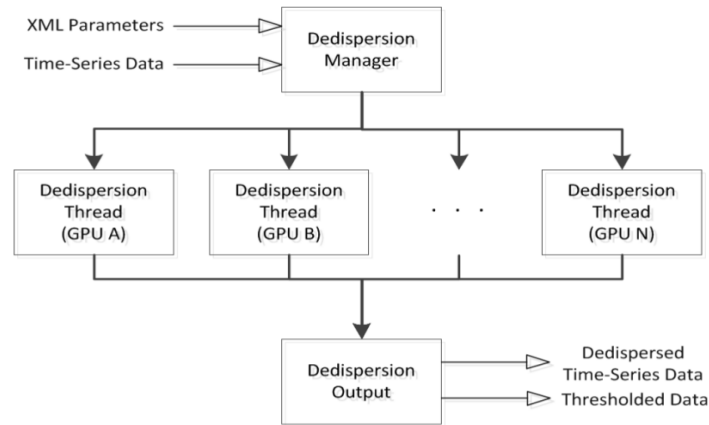 XML Parameters
Time-Series Data
Dedispersion
Manager
Dedispersion
Thread
(GPU A)
Dedispersion
Thread
(GPU B)
. . .
Dedispersion
Thread
(GPU N)
Dedispersion
Output
Dedispersed
Time-Series Data
Thresholded Data